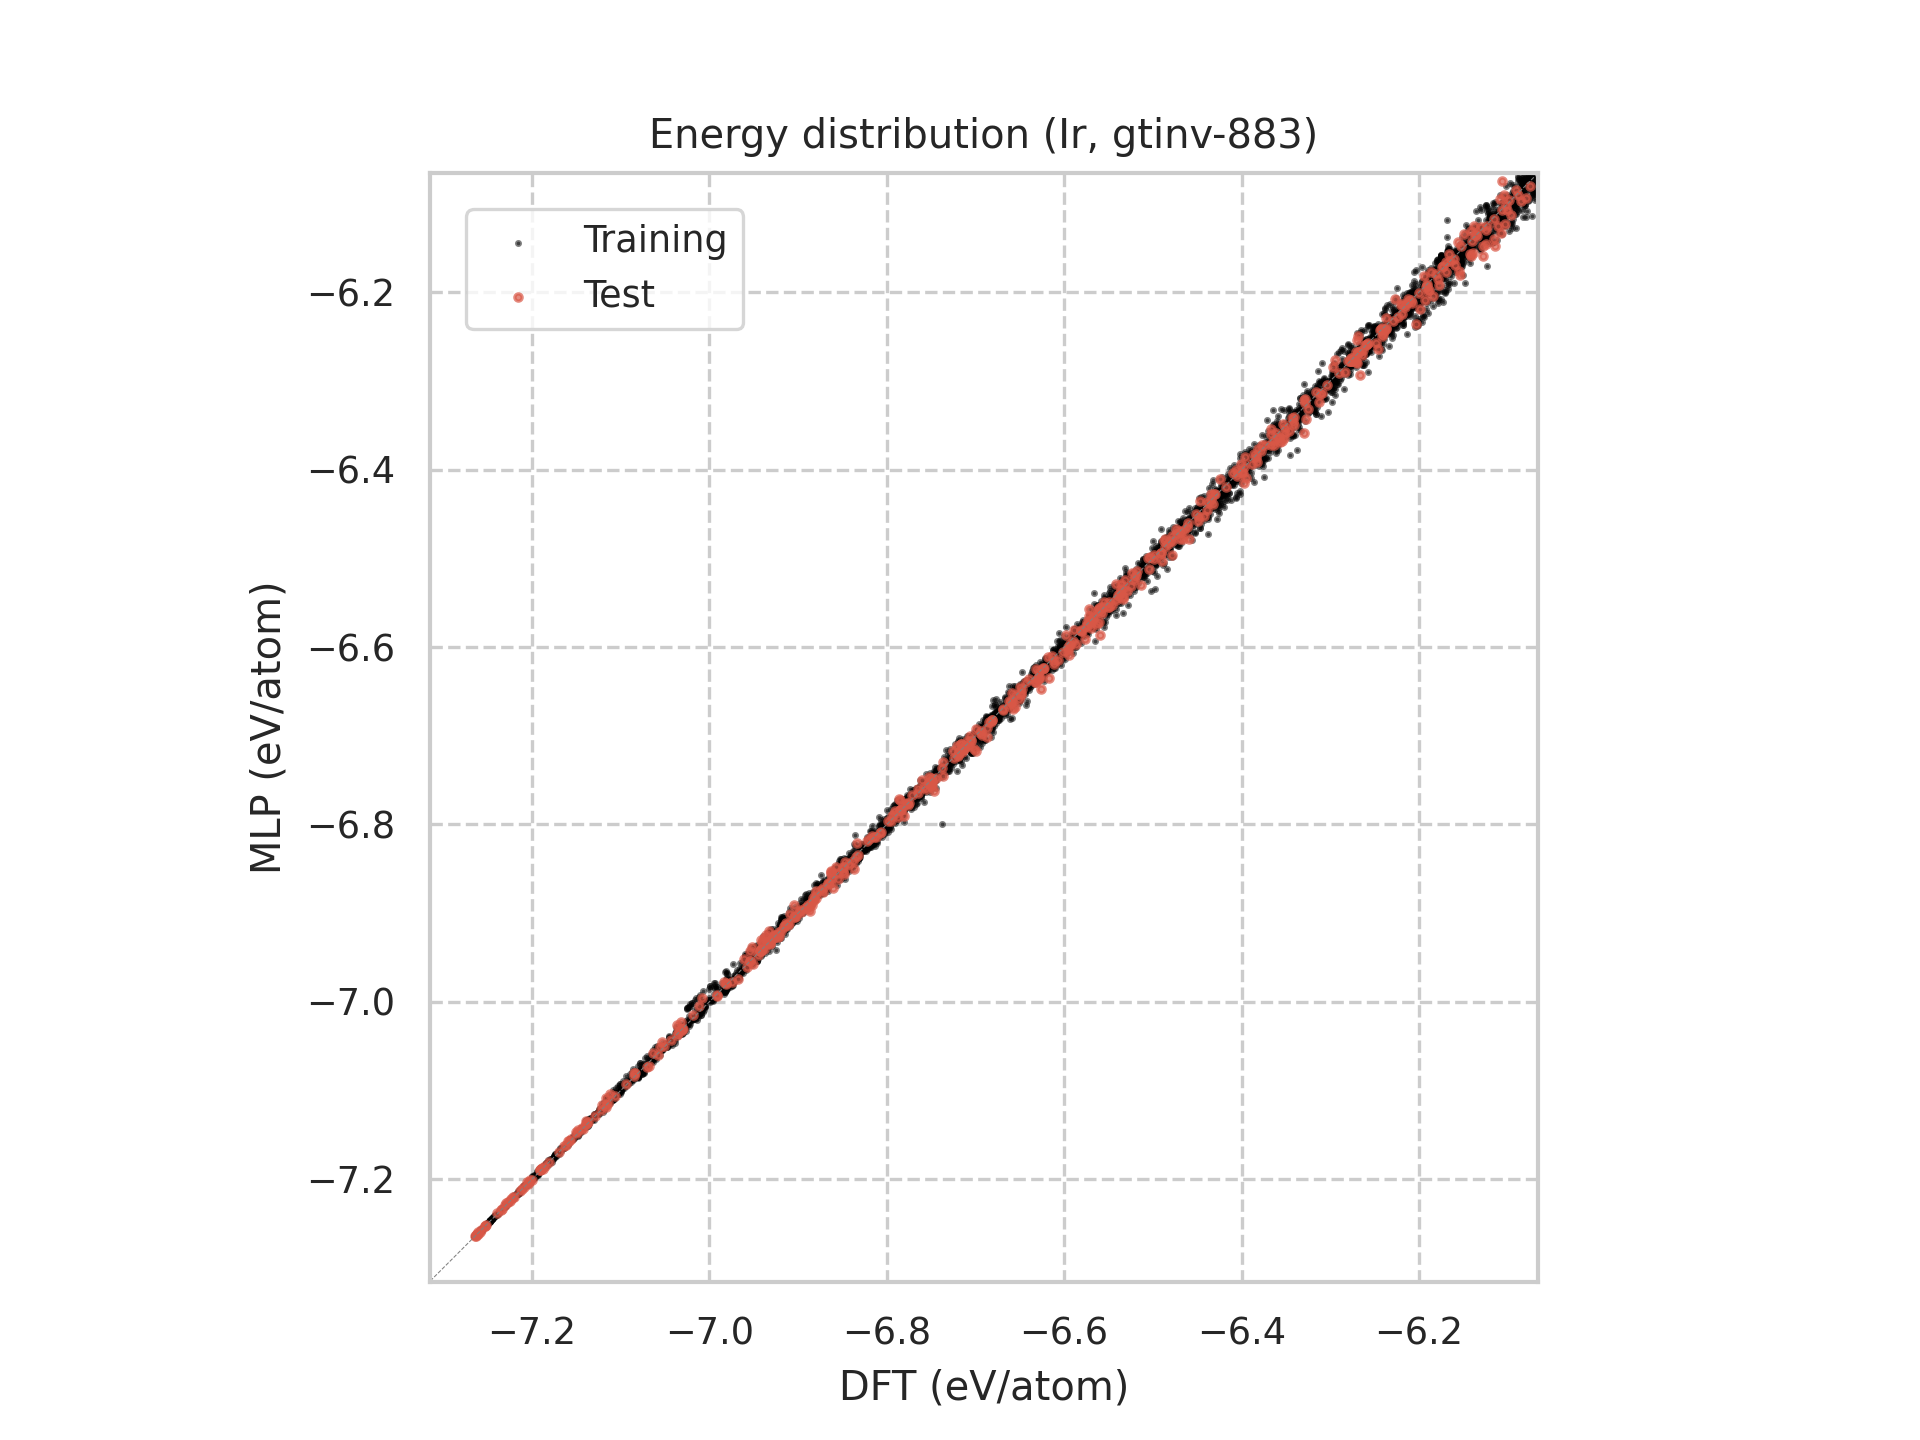 Energy distribution (Ir, gtinv-883)
Training
Test
−6.2
−6.4
−6.6
−6.8
−7.0
−7.2
MLP (eV/atom)
−7.2 −7.0 −6.8 −6.6 −6.4 −6.2
DFT (eV/atom)